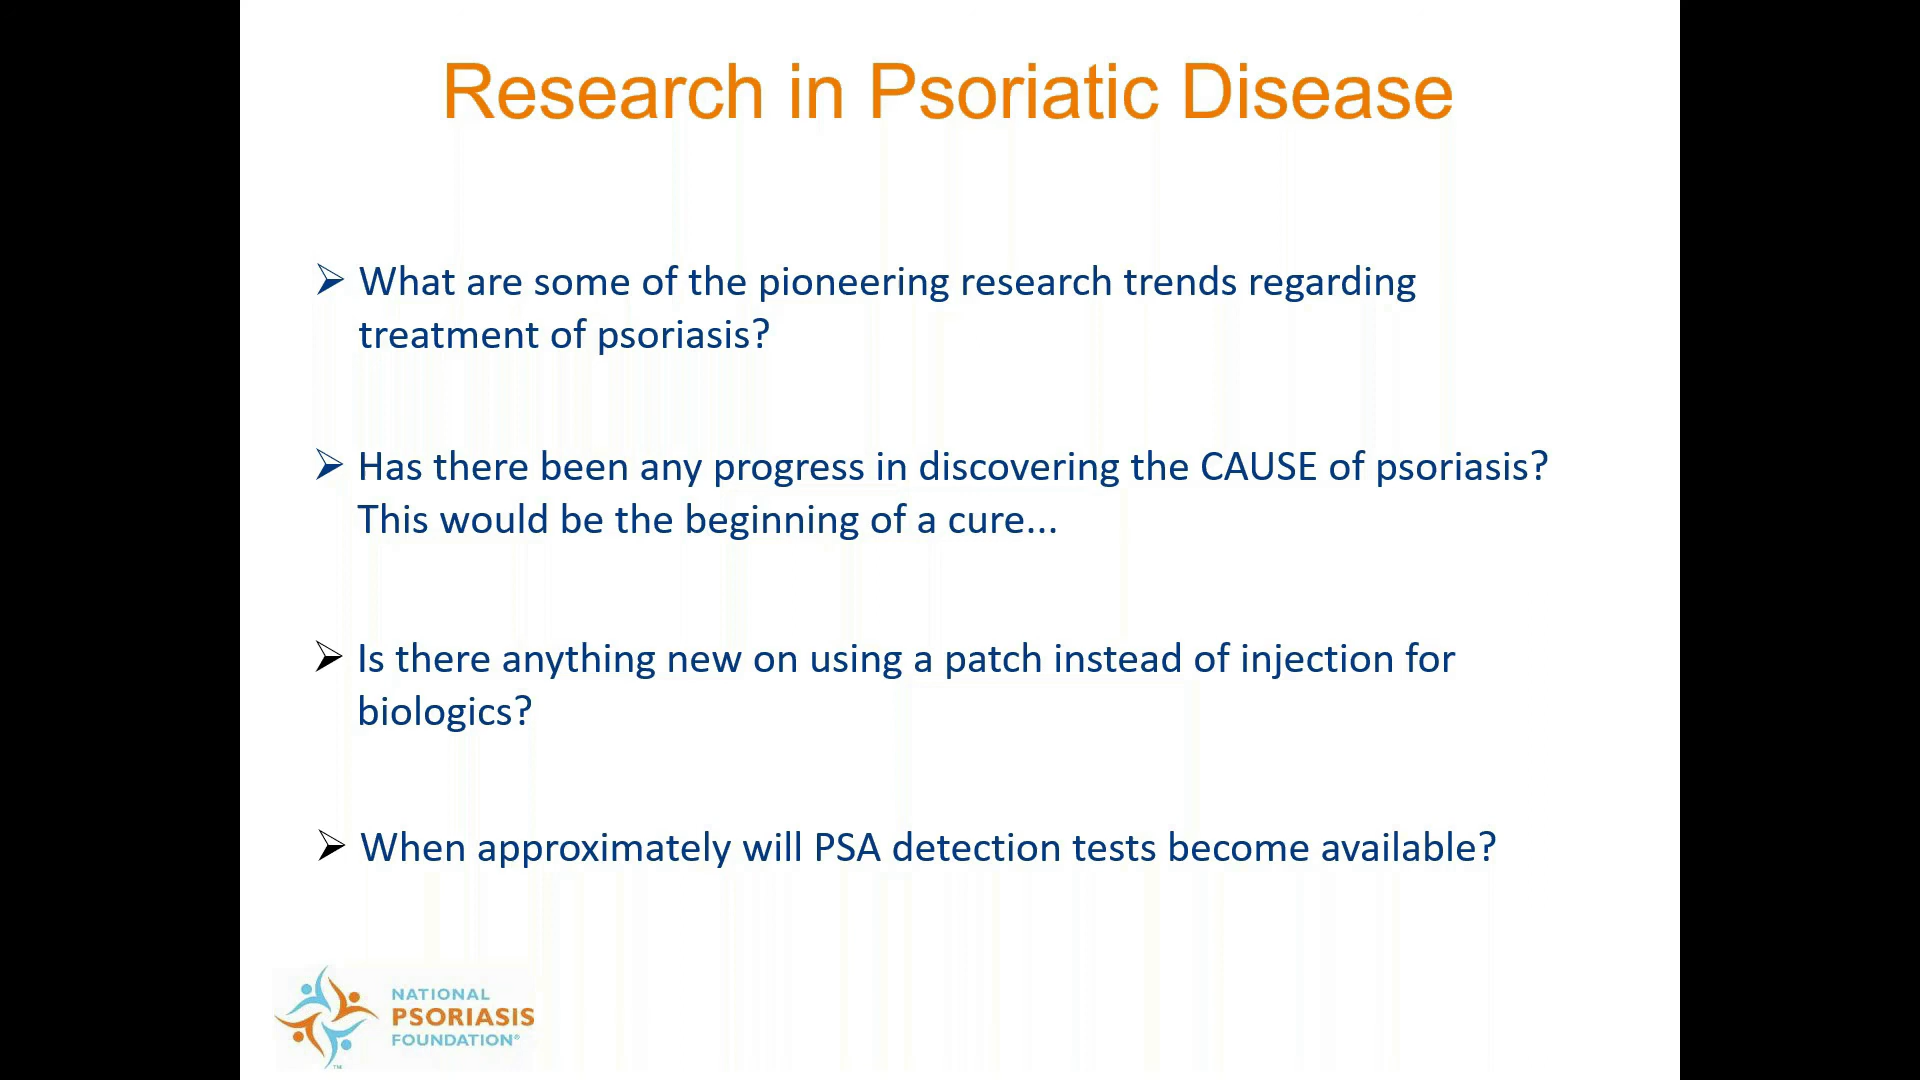 Research in Psoriatic Disease
➢ What are some of the pioneering research trends regarding
treatment of psoriasis?
➢ Has there been any progress in discovering the CAUSE of psoriasis?
This would be the beginning of a cure...
➢ Is there anything new on using a patch instead of injection for
biologics?
➢ When approximately will PSA detection tests become available?
NATIONAL
PSORIASIS
FOUNDATION®
™